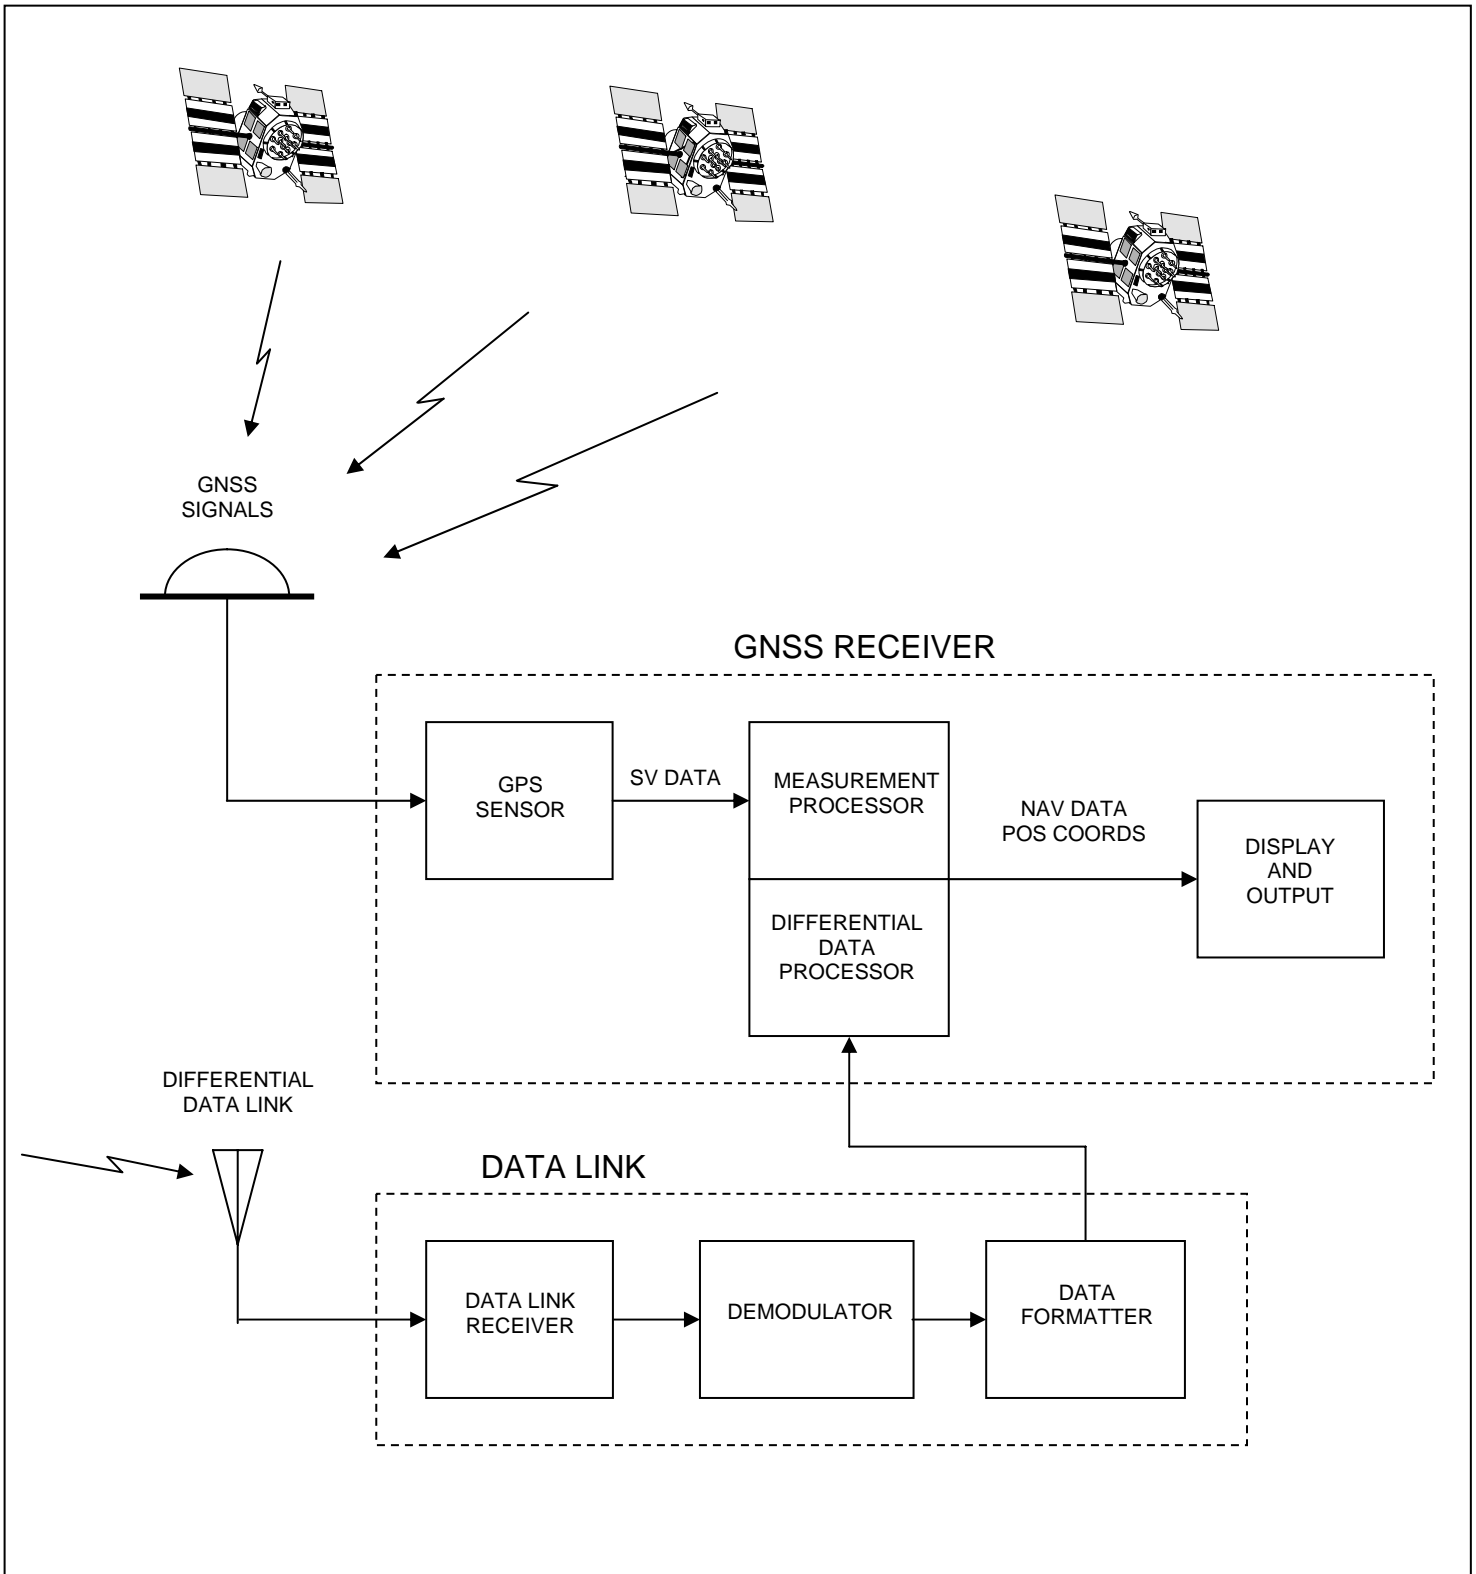 GNSS
SIGNALS
GNSS RECEIVER
GPS
SENSOR
SV DATA
MEASUREMENT
PROCESSOR
DIFFERENTIAL
DATA
PROCESSOR
NAV DATA
POS COORDS
DISPLAY
AND
OUTPUT
DIFFERENTIAL
DATA LINK
DATA LINK
DATA LINK
RECEIVER
DEMODULATOR
DATA
FORMATTER